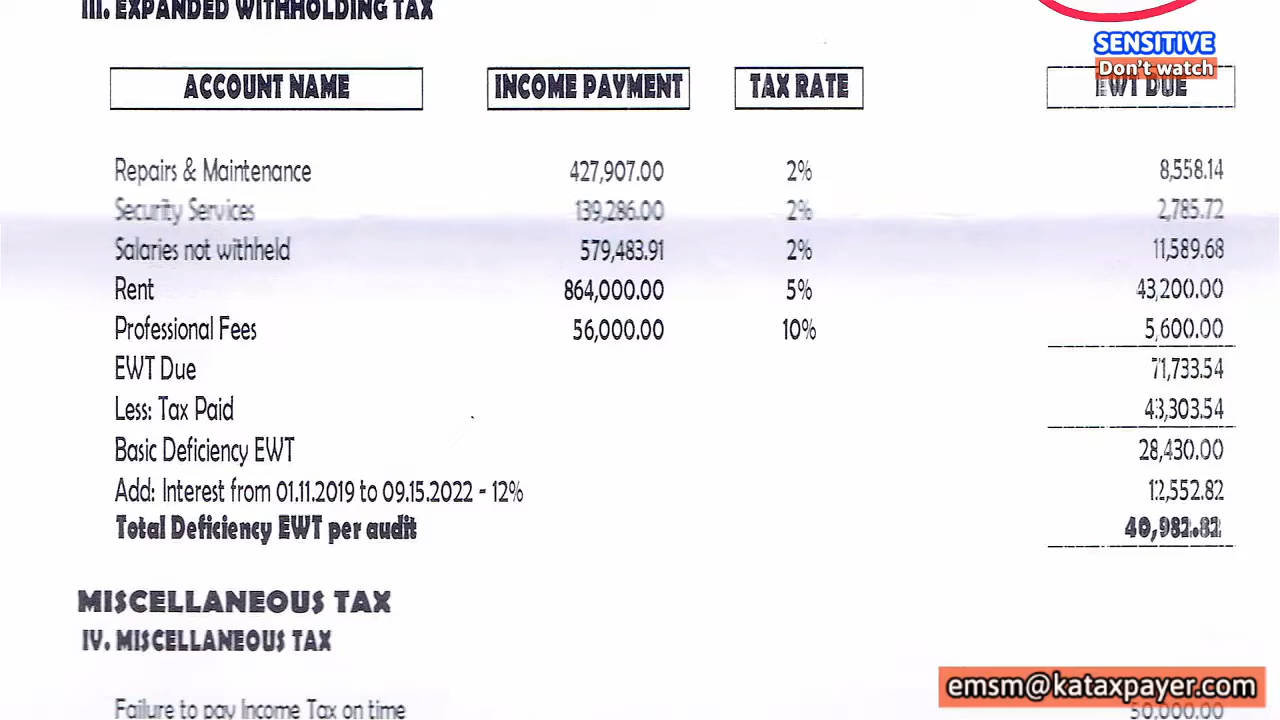 III. EXPANDED WITHHOLDING TAX
SENSITIVE
Don't watch
ACCOUNT NAME INCOME PAYMENT TAX RATE EWT DUE
Repairs & Maintenance 427,907.00 2% 8,558.14
Security Services 139,286.00 2% 2,785.72
Salaries not withheld 579,483.91 2% 11,589.68
Rent 864,000.00 5% 43,200.00
Professional Fees 56,000.00 10% 5,600.00
EWT Due 71,733.54
Less: Tax Paid 43,303.54
Basic Deficiency EWT 28,430.00
Add: Interest from 01.11.2019 to 09.15.2022 - 12% 12,552.82
Total Deficiency EWT per audit 40,982.82
MISCELLANEOUS TAX
IV. MISCELLANEOUS TAX
emsm@kataxpayer.com
Failure to pay Income Tax on time 50,000.00